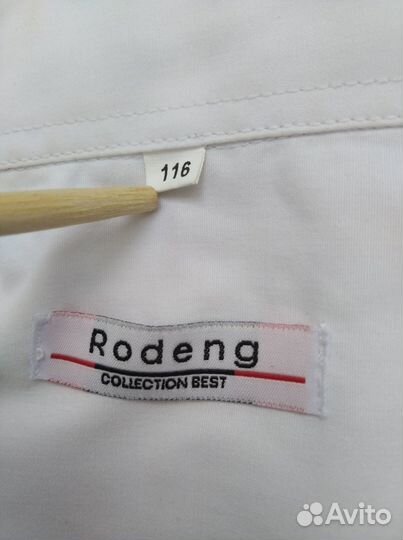 116
Rodeng
COLLECTION BEST
Avito